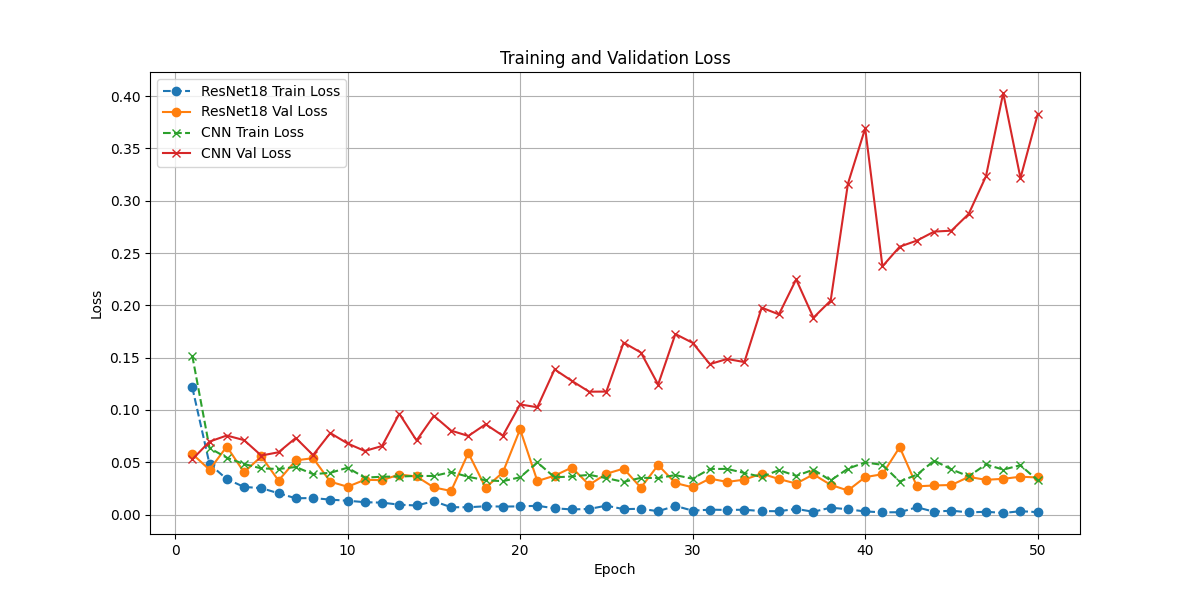 Training and Validation Loss
ResNet18 Train Loss
ResNet18 Val Loss
CNN Train Loss
CNN Val Loss
Loss
0.40
0.35
0.30
0.25
0.20
0.15
0.10
0.05
0.00
0 10 20 30 40 50
Epoch